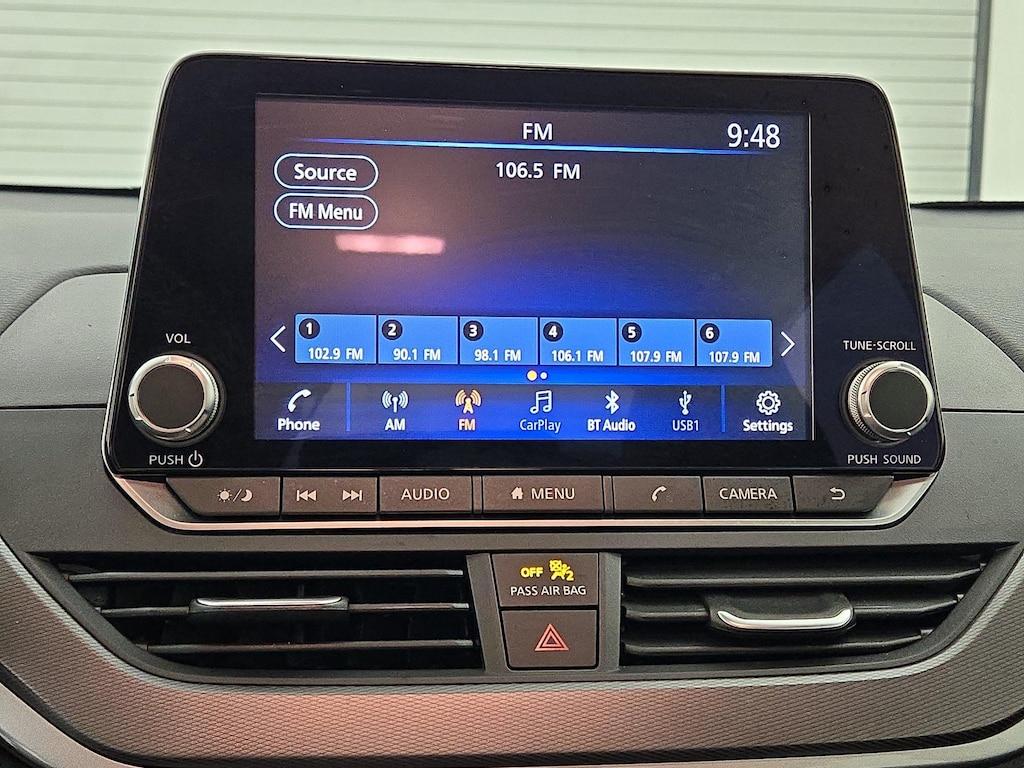 FM
9:48
Source
106.5 FM
FM Menu
1 2 3 4 5 6
102.9 FM 90.1 FM 98.1 FM 106.1 FM 107.9 FM 107.9 FM
VOL
TUNE·SCROLL
Phone AM FM CarPlay BT Audio USB1 Settings
PUSH
PUSH SOUND
AUDIO MENU CAMERA
OFF 2
PASS AIR BAG